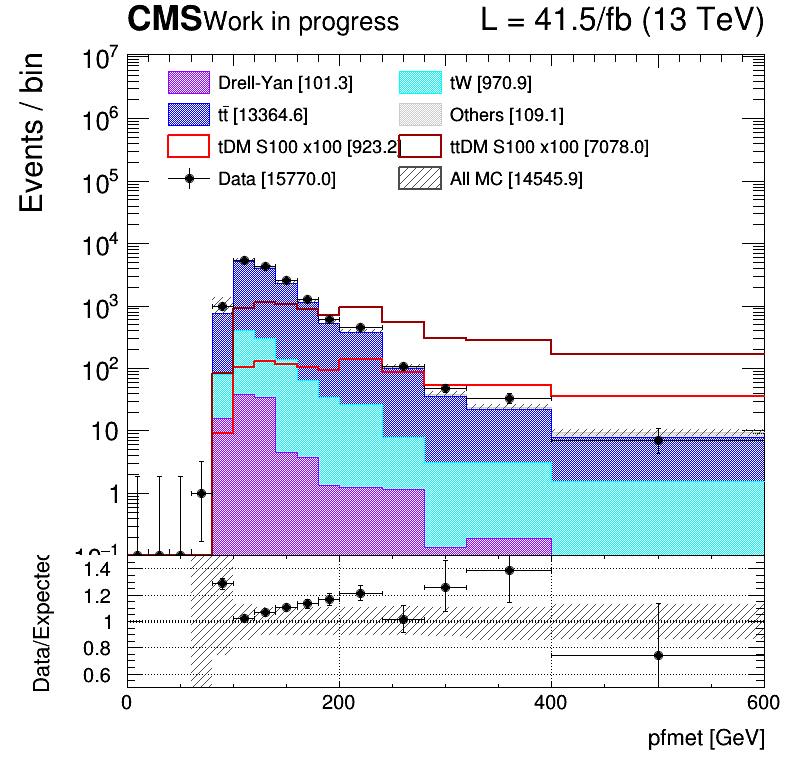 CMS Work in progress L = 41.5/fb (13 TeV)
Events / bin
10⁷
10⁶
10⁵
10⁴
10³
10²
10
1
10⁻¹
Drell-Yan [101.3] tW [970.9]
tt̄ [13364.6] Others [109.1]
tDM S100 x100 [923.2] ttDM S100 x100 [7078.0]
Data [15770.0] All MC [14545.9]
Data/Expected
1.4
1.2
1
0.8
0.6
0 200 400 600
pfmet [GeV]